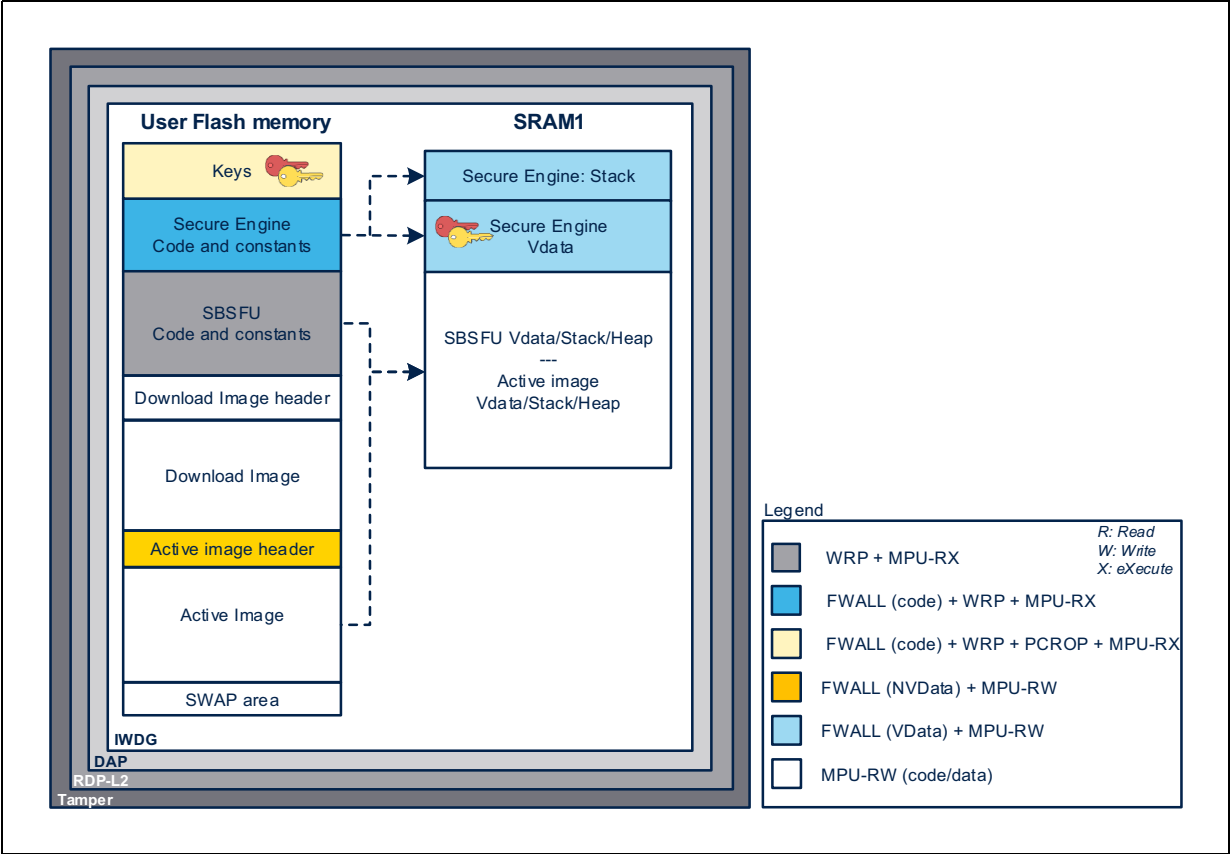 User Flash memory
SRAM1
Keys
Secure Engine
Code and constants
SBSFU
Code and constants
Download Image header
Download Image
Active image header
Active Image
SWAP area
Secure Engine: Stack
Secure Engine
Vdata
SBSFU Vdata/Stack/Heap
---
Active image
Vdata/Stack/Heap
IWDG
DAP
RDP-L2
Tamper
Legend
R: Read
W: Write
X: eXecute
WRP + MPU-RX
FWALL (code) + WRP + MPU-RX
FWALL (code) + WRP + PCROP + MPU-RX
FWALL (NVData) + MPU-RW
FWALL (VData) + MPU-RW
MPU-RW (code/data)